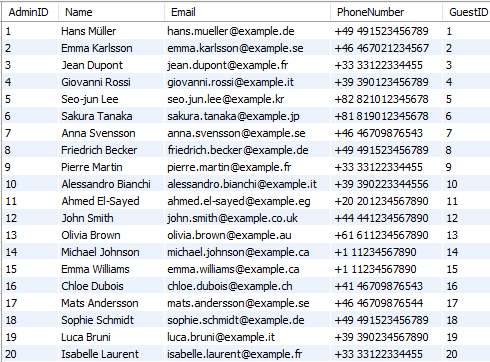 AdminID Name Email PhoneNumber GuestID
1 Hans Müller hans.mueller@example.de +49 491523456789 1
2 Emma Karlsson emma.karlsson@example.se +46 467021234567 2
3 Jean Dupont jean.dupont@example.fr +33 33122334455 3
4 Giovanni Rossi giovanni.rossi@example.it +39 390123456789 4
5 Seo-jun Lee seo.jun.lee@example.kr +82 821012345678 5
6 Sakura Tanaka sakura.tanaka@example.jp +81 819012345678 6
7 Anna Svensson anna.svensson@example.se +46 46709876543 7
8 Friedrich Becker friedrich.becker@example.de +49 491523456789 8
9 Pierre Martin pierre.martin@example.fr +33 33122334455 9
10 Alessandro Bianchi alessandro.bianchi@example.it +39 390223344556 10
11 Ahmed El-Sayed ahmed.el-sayed@example.eg +20 201234567890 11
12 John Smith john.smith@example.co.uk +44 441234567890 12
13 Olivia Brown olivia.brown@example.au +61 611234567890 13
14 Michael Johnson michael.johnson@example.ca +1 11234567890 14
15 Emma Williams emma.williams@example.ca +1 11234567890 15
16 Chloe Dubois chloe.dubois@example.ch +41 46709876543 16
17 Mats Andersson mats.andersson@example.se +46 46709876544 17
18 Sophie Schmidt sophie.schmidt@example.de +49 491523456789 18
19 Luca Bruni luca.bruni@example.it +39 390223344556 19
20 Isabelle Laurent isabelle.laurent@example.fr +33 33122334455 20